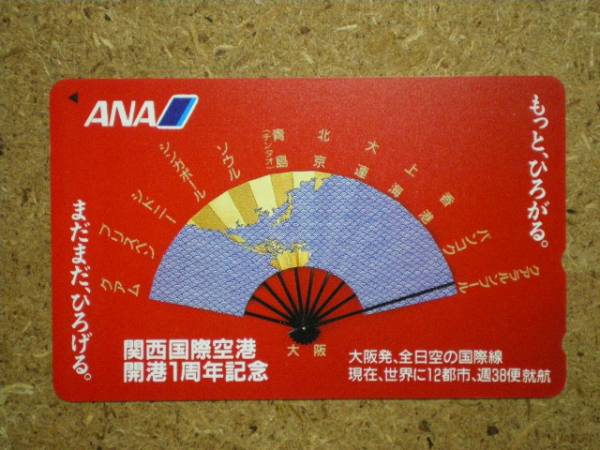 ANA
もっと、ひろがる。
まだまだ、ひろげる。
グアム
ブリスベン
シドニー
シンガポール
ソウル
青島
(チンタオ)
北京
大連
上海
香港
バンコク
クアラルンプール
大阪
関西国際空港
開港1周年記念
大阪発、全日空の国際線
現在、世界に12都市、週38便就航